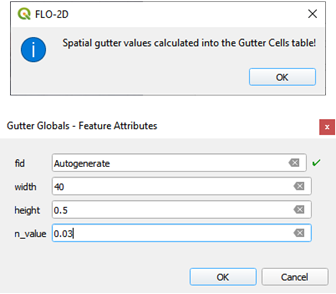 FLO-2D
Spatial gutter values calculated into the Gutter Cells table!
OK
Gutter Globals - Feature Attributes
fid Autogenerate
width 40
height 0.5
n_value 0.03
OK Cancel